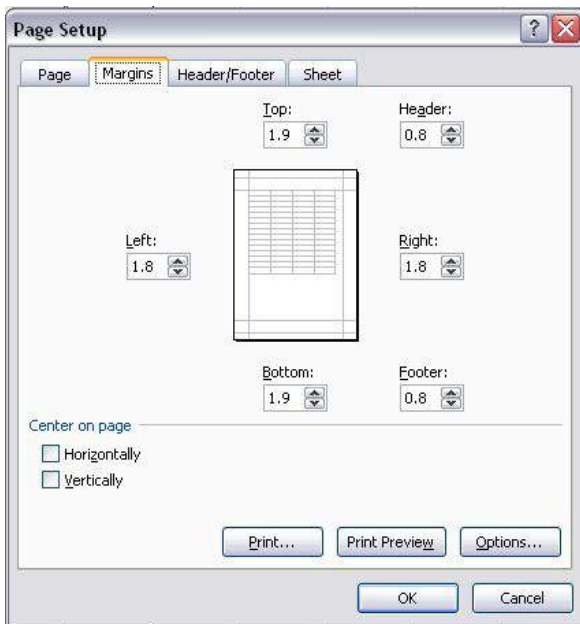 Page Setup
Page Margins Header/Footer Sheet
Top: Header:
1.9 0.8
Left: Right:
1.8 1.8
Bottom: Footer:
1.9 0.8
Center on page
Horizontally
Vertically
Print... Print Preview Options...
OK Cancel